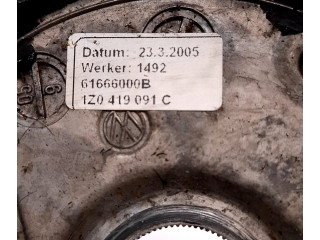 Datum: 23.3.2005
Werker: 1492
61666000B
1Z0 419 091 C